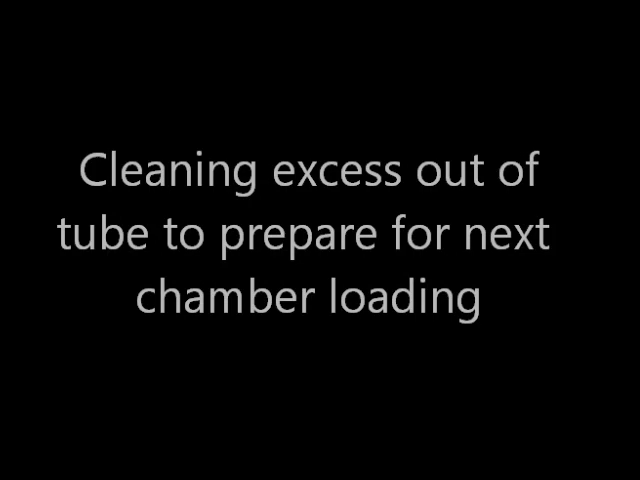 Cleaning excess out of
tube to prepare for next
chamber loading